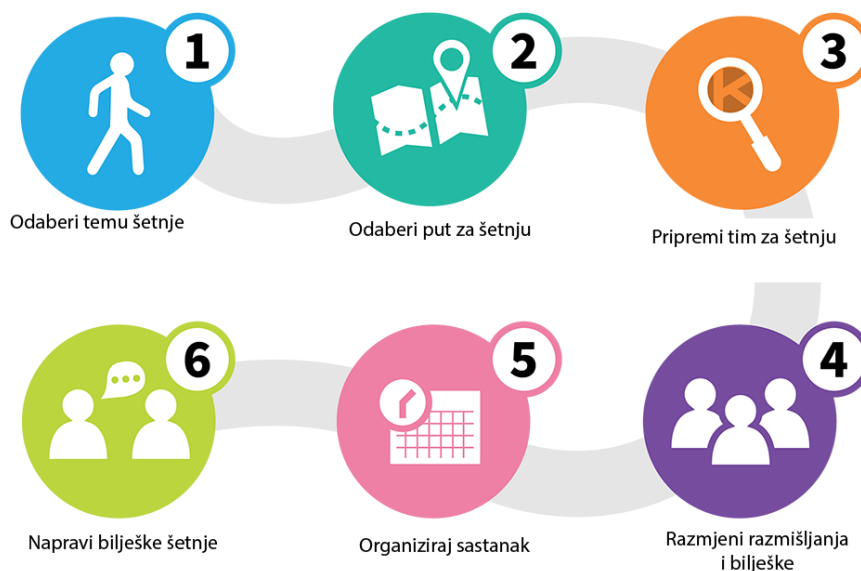 1
Odaberi temu šetnje
2
Odaberi put za šetnju
3
Pripremi tim za šetnju
4
Razmjeni razmišljanja
i bilješke
5
Organiziraj sastanak
6
Napravi bilješke šetnje